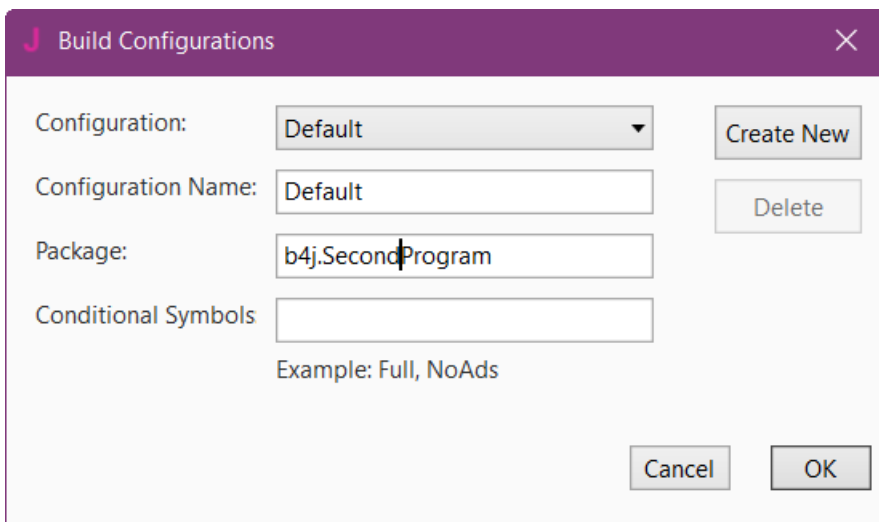 J Build Configurations
Configuration: Default Create New
Configuration Name: Default Delete
Package: b4j.SecondProgram
Conditional Symbols
Example: Full, NoAds
Cancel OK